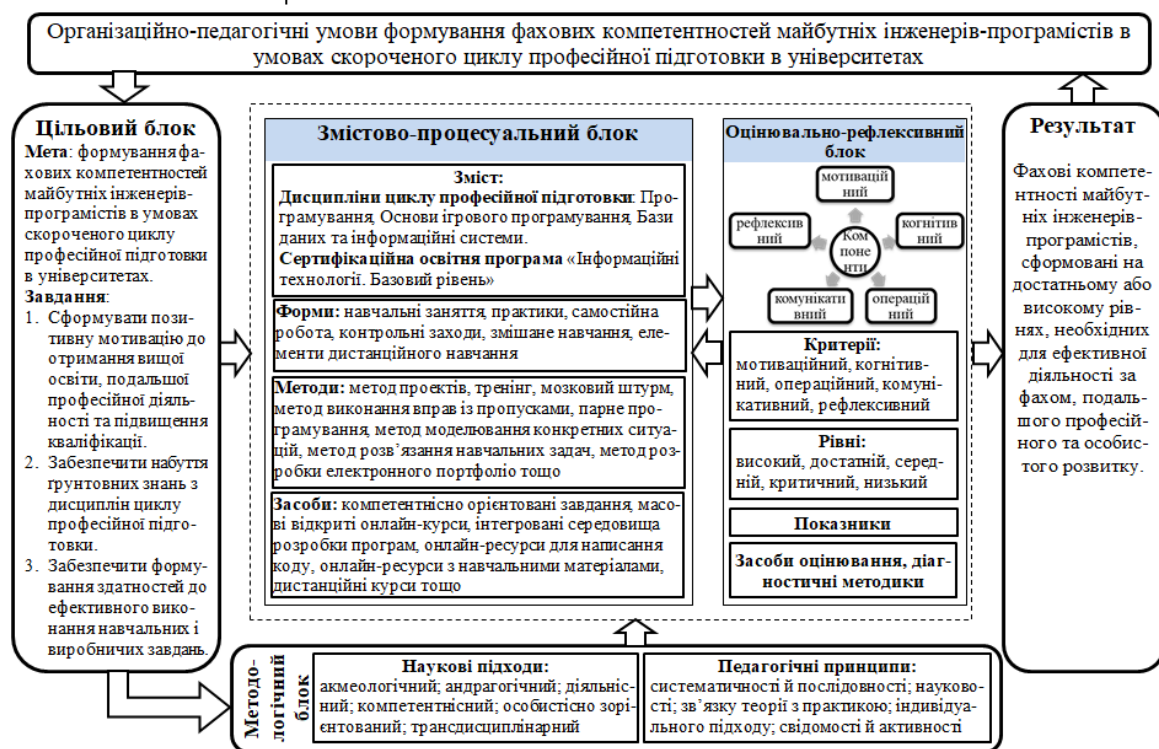 Організаційно-педагогічні умови формування фахових компетентностей майбутніх інженерів-програмістів в
умовах скороченого циклу професійної підготовки в університетах
Цільовий блок
Мета: формування фа-
хових компетентностей
майбутніх інженерів-
програмістів в умовах
скороченого циклу
професійної підготовки
в університетах.
Завдання:
1. Сформувати пози-
тивну мотивацію до
отримання вищої
освіти, подальшої
професійної діяль-
ності та підвищення
кваліфікації.
2. Забезпечити набуття
ґрунтовних знань з
дисциплін циклу
професійної підго-
товки.
3. Забезпечити форму-
вання здатностей до
ефективного вико-
нання навчальних і
виробничих завдань.
Змістово-процесуальний блок
Зміст:
Дисципліни циклу професійної підготовки: Про-
грамування, Основи ігрового програмування, Бази
даних та інформаційні системи.
Сертифікаційна освітня програма «Інформаційні
технології. Базовий рівень»
Форми: навчальні заняття, практики, самостійна
робота, контрольні заходи, змішане навчання, еле-
менти дистанційного навчання
Методи: метод проектів, тренінг, мозковий штурм,
метод виконання вправ із пропусками, парне про-
грамування, метод моделювання конкретних ситуа-
цій, метод розв’язання навчальних задач, метод роз-
робки електронного портфоліо тощо
Засоби: компетентнісно орієнтовані завдання, масо-
ві відкриті онлайн-курси, інтегровані середовища
розробки програм, онлайн-ресурси для написання
коду, онлайн-ресурси з навчальними матеріалами,
дистанційні курси тощо
Оцінювально-рефлексивний
блок
мотивацій
ний
рефлексив
ний
когнітив
ний
Ком
поне
нти
комунікати
вний
операцій
ний
Критерії:
мотиваційний, когнітив-
ний, операційний, комуні-
кативний, рефлексивний
Рівні:
високий, достатній, серед-
ній, критичний, низький
Показники
Засоби оцінювання, діаг-
ностичні методики
Результат
Фахові компете-
нтності майбут-
ніх інженерів-
програмістів,
сформовані на
достатньому або
високому рів-
нях, необхідних
для ефективної
діяльності за
фахом, подаль-
шого професій-
ного та особис-
того розвитку.
Методо-
логічний
блок
Наукові підходи:
акмеологічний; андрагогічний; діяльніс-
ний; компетентнісний; особистісно зорі-
єнтований; трансдисциплінарний
Педагогічні принципи:
систематичності й послідовності; науково-
сті; зв’язку теорії з практикою; індивіду-
ального підходу; свідомості й активності